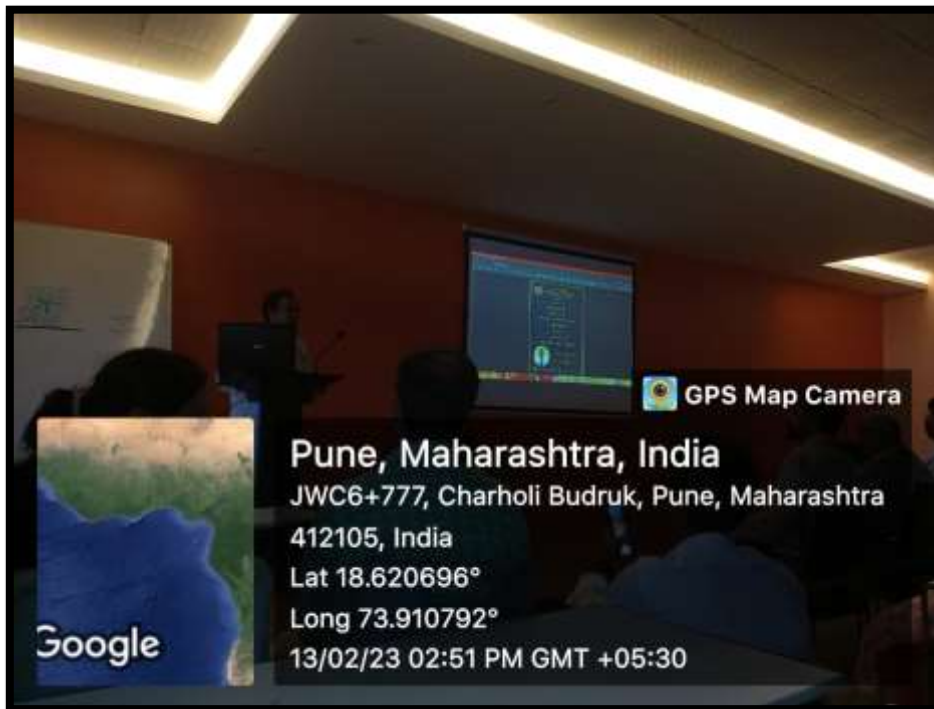 GPS Map Camera
Pune, Maharashtra, India
JWC6+777, Charholi Budruk, Pune, Maharashtra
412105, India
Lat 18.620696°
Long 73.910792°
13/02/23 02:51 PM GMT +05:30
Google